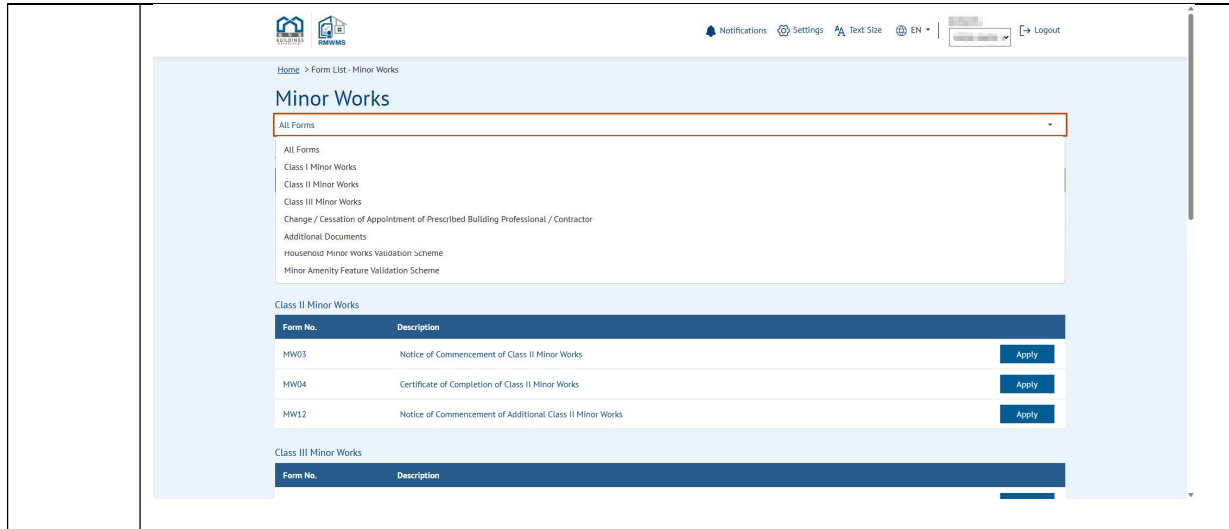 BUILDINGS
DEPARTMENT
RMWMS
Notifications Settings AA Text Size EN Logout
Home > Form List - Minor Works
Minor Works
All Forms
All Forms
Class I Minor Works
Class II Minor Works
Class III Minor Works
Change / Cessation of Appointment of Prescribed Building Professional / Contractor
Additional Documents
Household Minor Works Validation Scheme
Minor Amenity Feature Validation Scheme
Class II Minor Works
Form No. Description
MW03 Notice of Commencement of Class II Minor Works Apply
MW04 Certificate of Completion of Class II Minor Works Apply
MW12 Notice of Commencement of Additional Class II Minor Works Apply
Class III Minor Works
Form No. Description